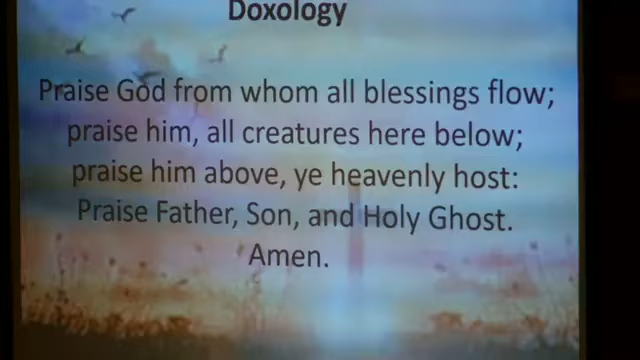 Doxology
Praise God from whom all blessings flow;
praise him, all creatures here below;
praise him above, ye heavenly host:
Praise Father, Son, and Holy Ghost.
Amen.